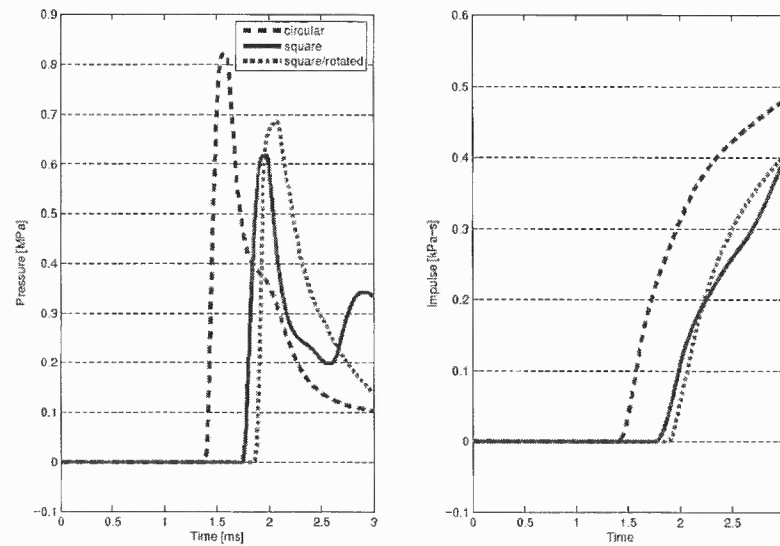 0.9
0.8
0.7
0.6
0.5
0.4
0.3
0.2
0.1
0
−0.1
Pressure [MPa]
circular
square
square/rotated
0 0.5 1 1.5 2 2.5 3
Time [ms]
0.6
0.5
0.4
0.3
0.2
0.1
0
−0.1
Impulse [kPa−s]
0 0.5 1 1.5 2 2.5
Time